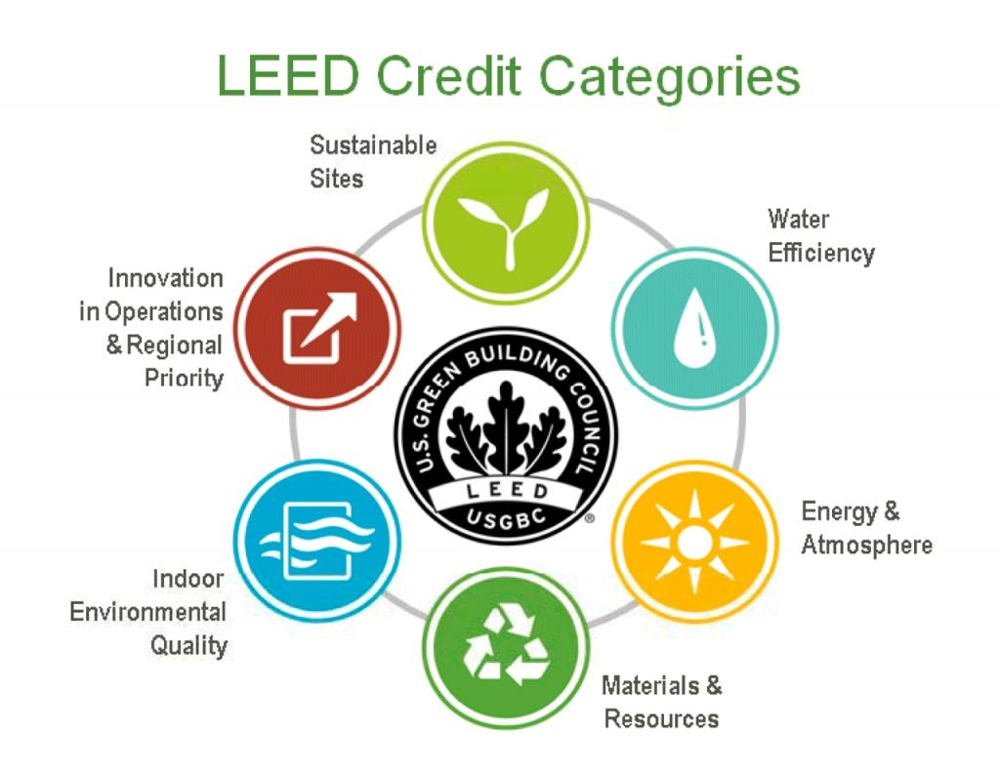 LEED Credit Categories
Sustainable
Sites
Water
Efficiency
Innovation
in Operations
& Regional
Priority
U.S. GREEN BUILDING COUNCIL
LEED
USGBC
®
Energy &
Atmosphere
Indoor
Environmental
Quality
Materials &
Resources